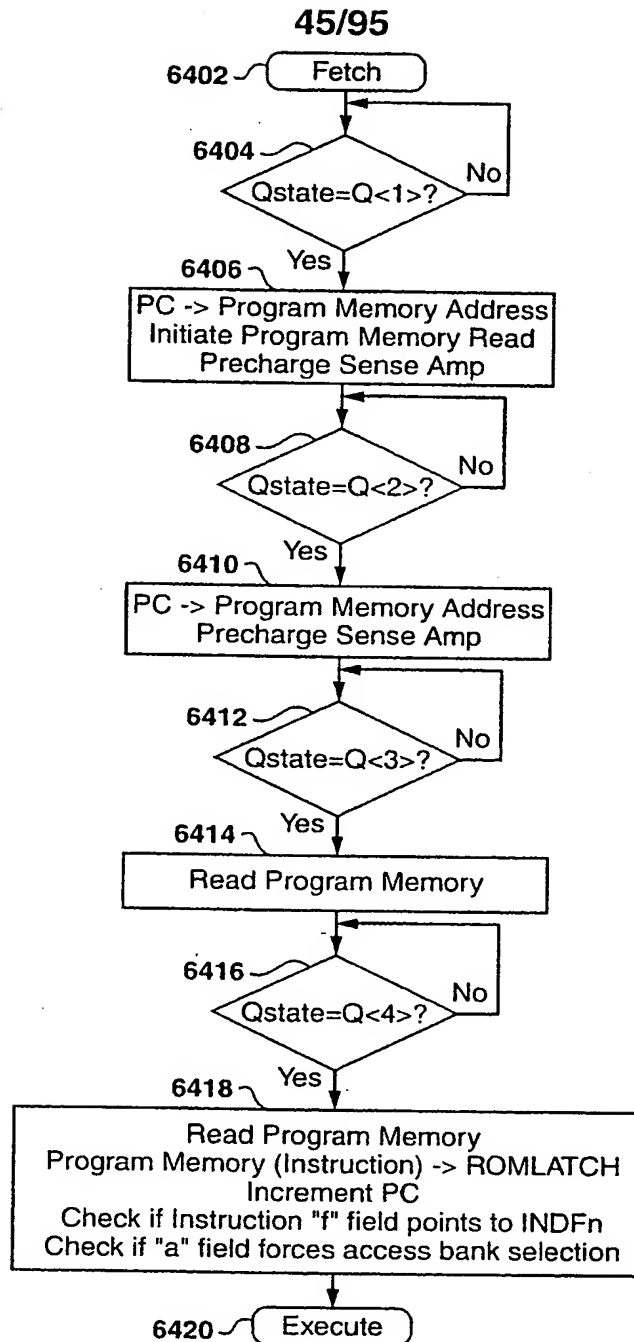 45/95
6402
Fetch
6404
Qstate=Q<1>?
No
Yes
6406
PC -> Program Memory Address
Initiate Program Memory Read
Precharge Sense Amp
6408
Qstate=Q<2>?
No
Yes
6410
PC -> Program Memory Address
Precharge Sense Amp
6412
Qstate=Q<3>?
No
Yes
6414
Read Program Memory
6416
Qstate=Q<4>?
No
Yes
6418
Read Program Memory
Program Memory (Instruction) -> ROMLATCH
Increment PC
Check if Instruction "f" field points to INDFn
Check if "a" field forces access bank selection
6420
Execute